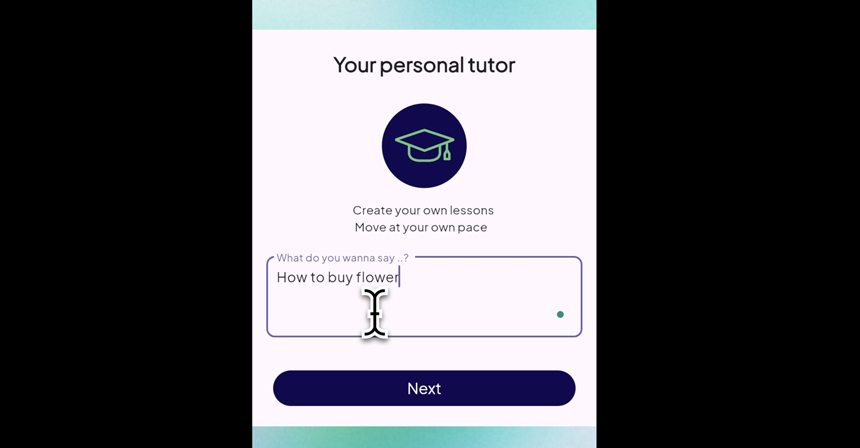 Your personal tutor
Create your own lessons
Move at your own pace
What do you wanna say ..?
How to buy flower
Next